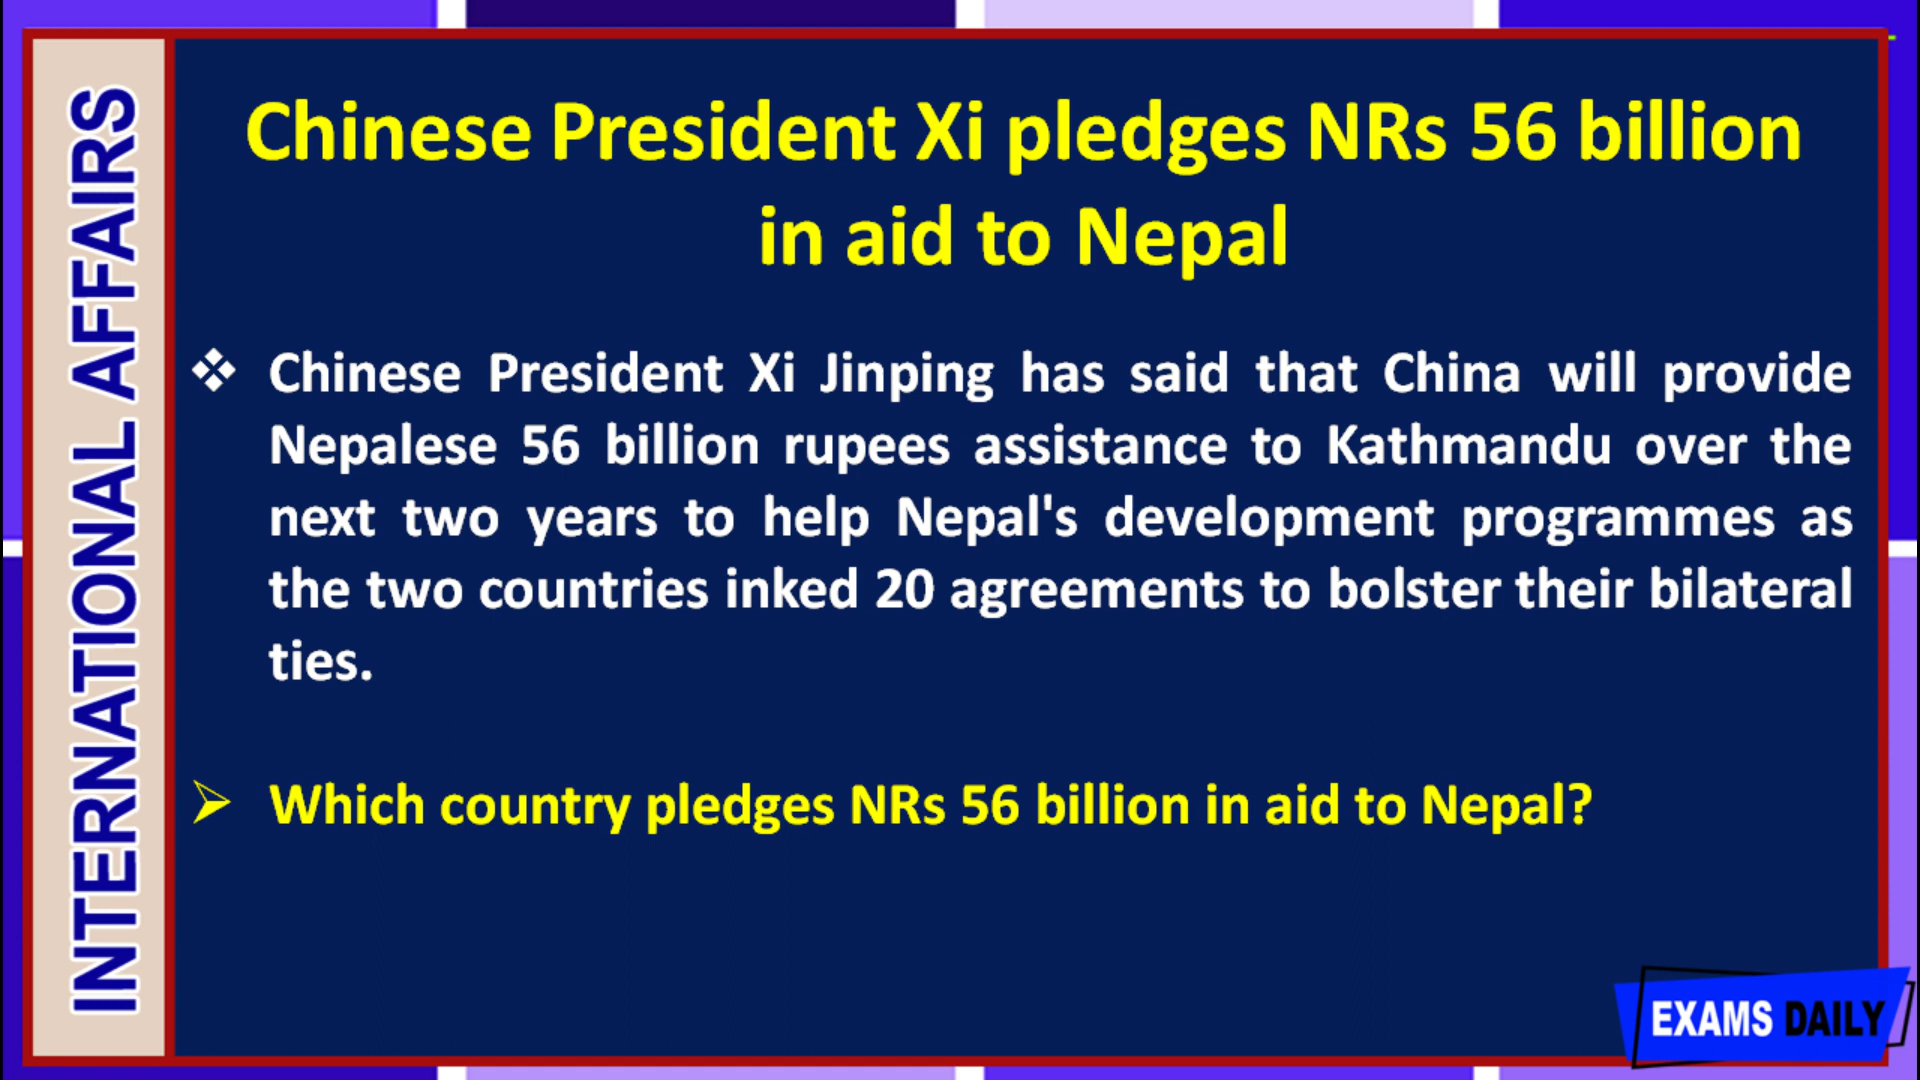 INTERNATIONAL AFFAIRS
Chinese President Xi pledges NRs 56 billion
in aid to Nepal
❖ Chinese President Xi Jinping has said that China will provide
Nepalese 56 billion rupees assistance to Kathmandu over the
next two years to help Nepal's development programmes as
the two countries inked 20 agreements to bolster their bilateral
ties.
➢ Which country pledges NRs 56 billion in aid to Nepal?
EXAMS DAILY